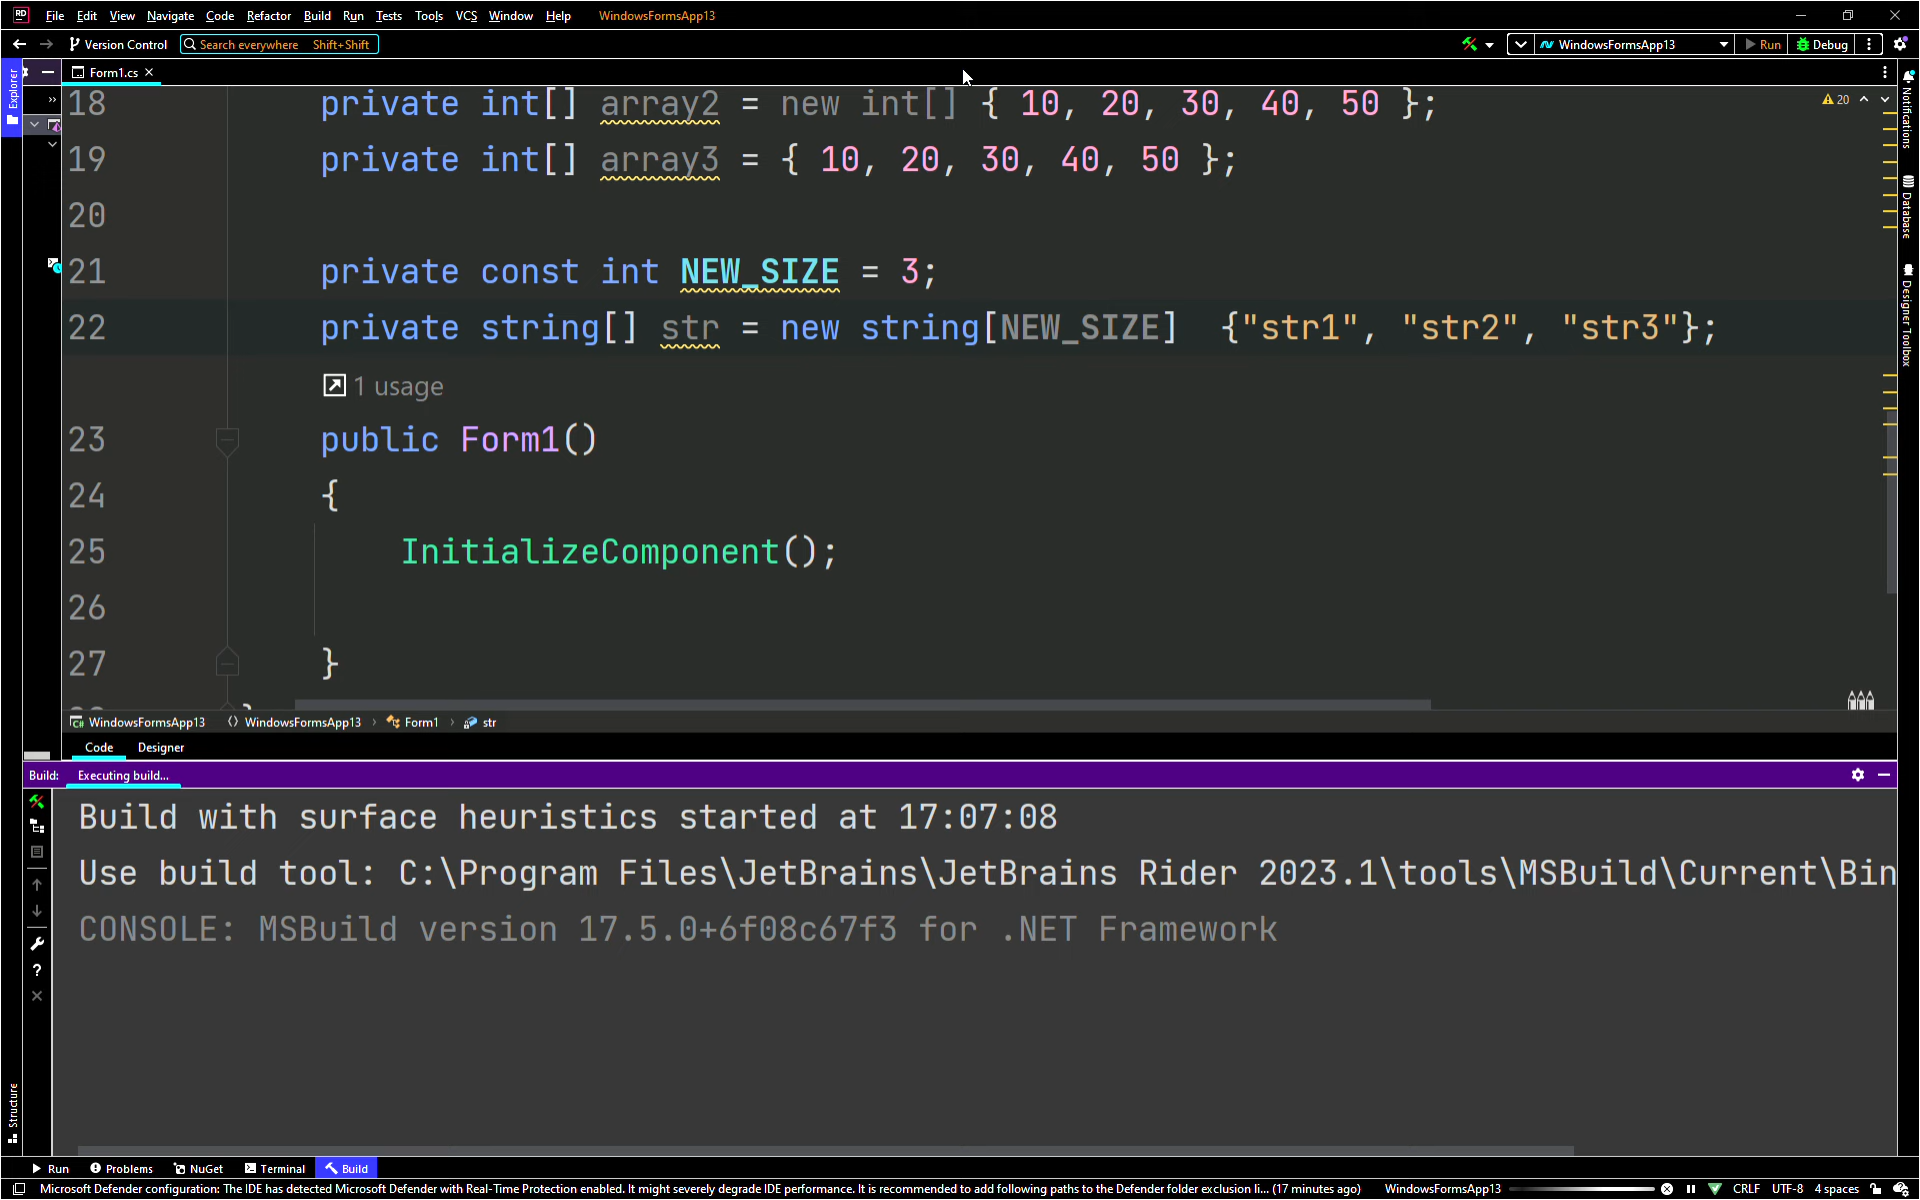 RD File Edit View Navigate Code Refactor Build Run Tests Tools VCS Window Help WindowsFormsApp13
Version Control Search everywhere Shift+Shift WindowsFormsApp13 Run Debug
Explorer
Form1.cs
18 private int[] array2 = new int[] { 10, 20, 30, 40, 50 };
20
19 private int[] array3 = { 10, 20, 30, 40, 50 };
20
21 private const int NEW_SIZE = 3;
22 private string[] str = new string[NEW_SIZE] {"str1", "str2", "str3"};
1 usage
23 public Form1()
24 {
25 InitializeComponent();
26
27 }
Notifications
Database
Designer Toolbox
C# WindowsFormsApp13 WindowsFormsApp13 Form1 str
Code Designer
Build: Executing build...
Build with surface heuristics started at 17:07:08
Use build tool: C:\Program Files\JetBrains\JetBrains Rider 2023.1\tools\MSBuild\Current\Bin
CONSOLE: MSBuild version 17.5.0+6f08c67f3 for .NET Framework
Structure
Run Problems NuGet Terminal Build
Microsoft Defender configuration: The IDE has detected Microsoft Defender with Real-Time Protection enabled. It might severely degrade IDE performance. It is recommended to add following paths to the Defender folder exclusion li... (17 minutes ago) WindowsFormsApp13 CRLF UTF-8 4 spaces